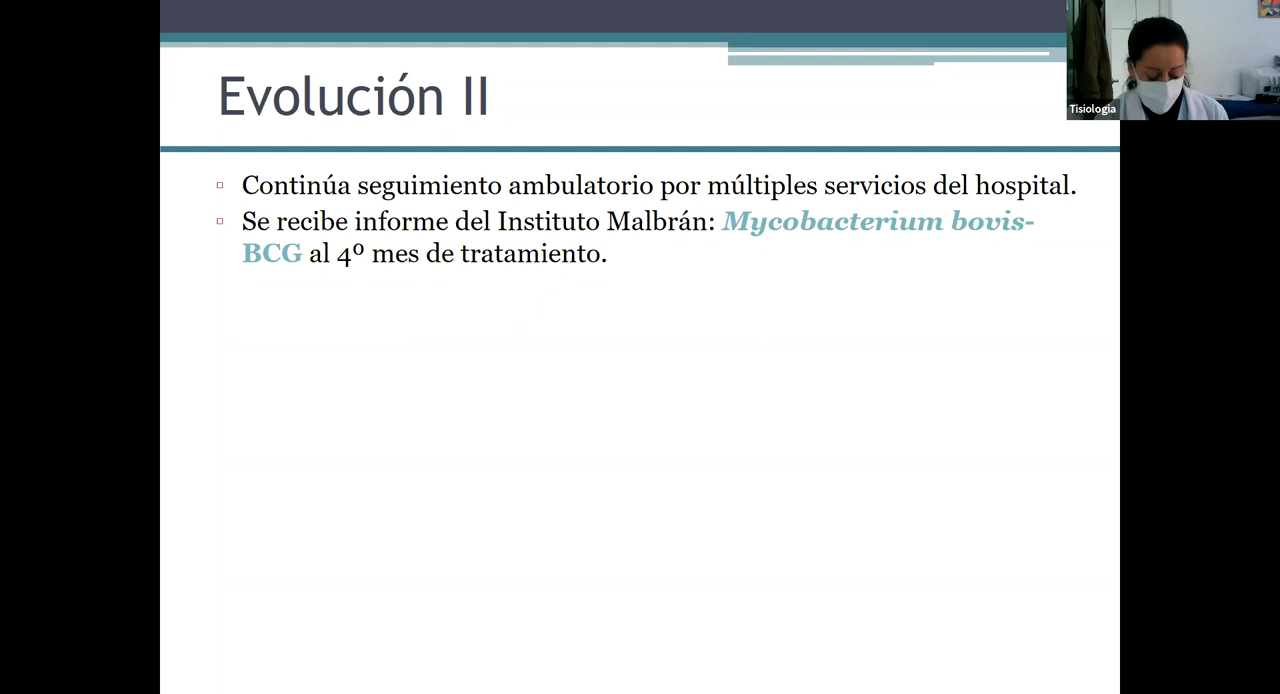 Evolución II
Continúa seguimiento ambulatorio por múltiples servicios del hospital.
Se recibe informe del Instituto Malbrán: Mycobacterium bovis-
BCG al 4º mes de tratamiento.
Tisiologia